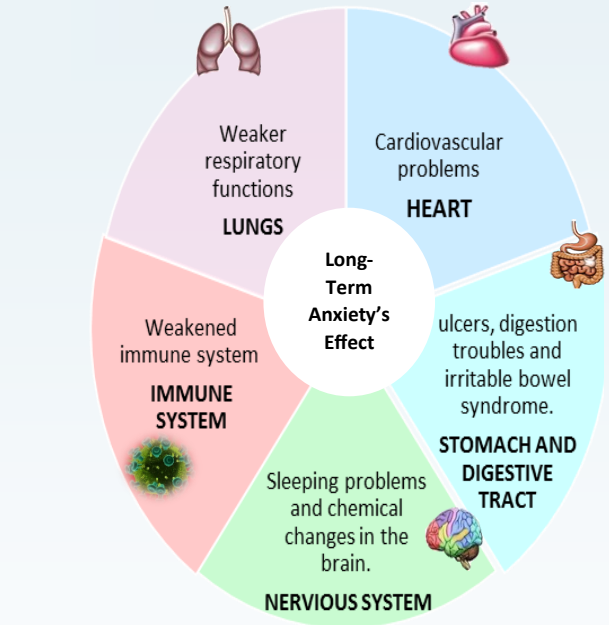 Weaker
respiratory
functions
LUNGS
Cardiovascular
problems
HEART
Long-
Term
Anxiety's
Effect
Weakened
immune system
IMMUNE
SYSTEM
ulcers, digestion
troubles and
irritable bowel
syndrome.
STOMACH AND
DIGESTIVE
TRACT
Sleeping problems
and chemical
changes in the
brain.
NERVIOUS SYSTEM